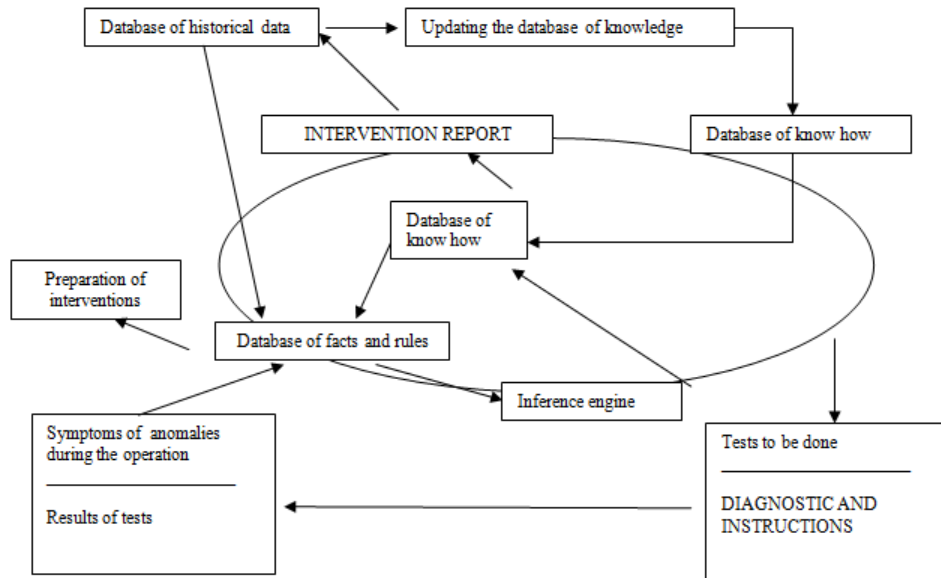 Database of historical data
Updating the database of knowledge
INTERVENTION REPORT
Database of know how
Database of
know how
Preparation of
interventions
Database of facts and rules
Inference engine
Symptoms of anomalies
during the operation
Results of tests
Tests to be done
DIAGNOSTIC AND
INSTRUCTIONS